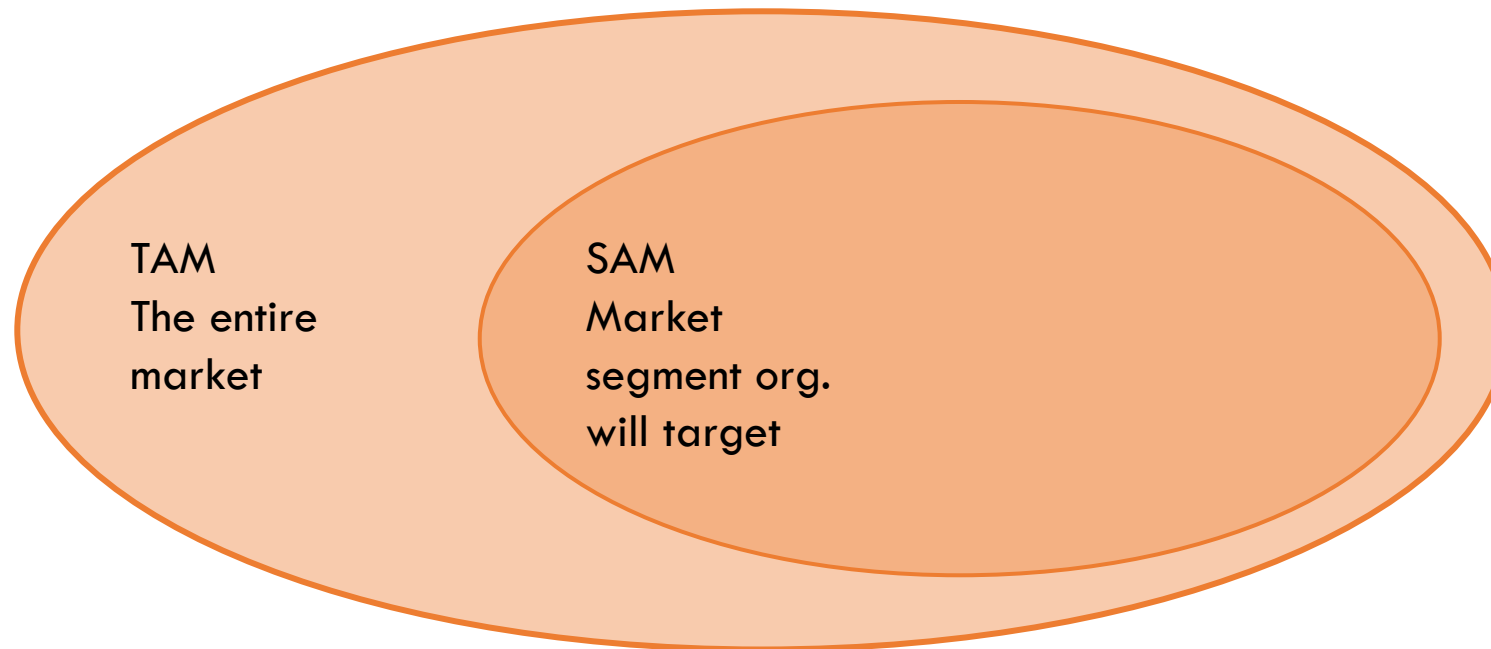 TAM
The entire
market
SAM
Market
segment org.
will target